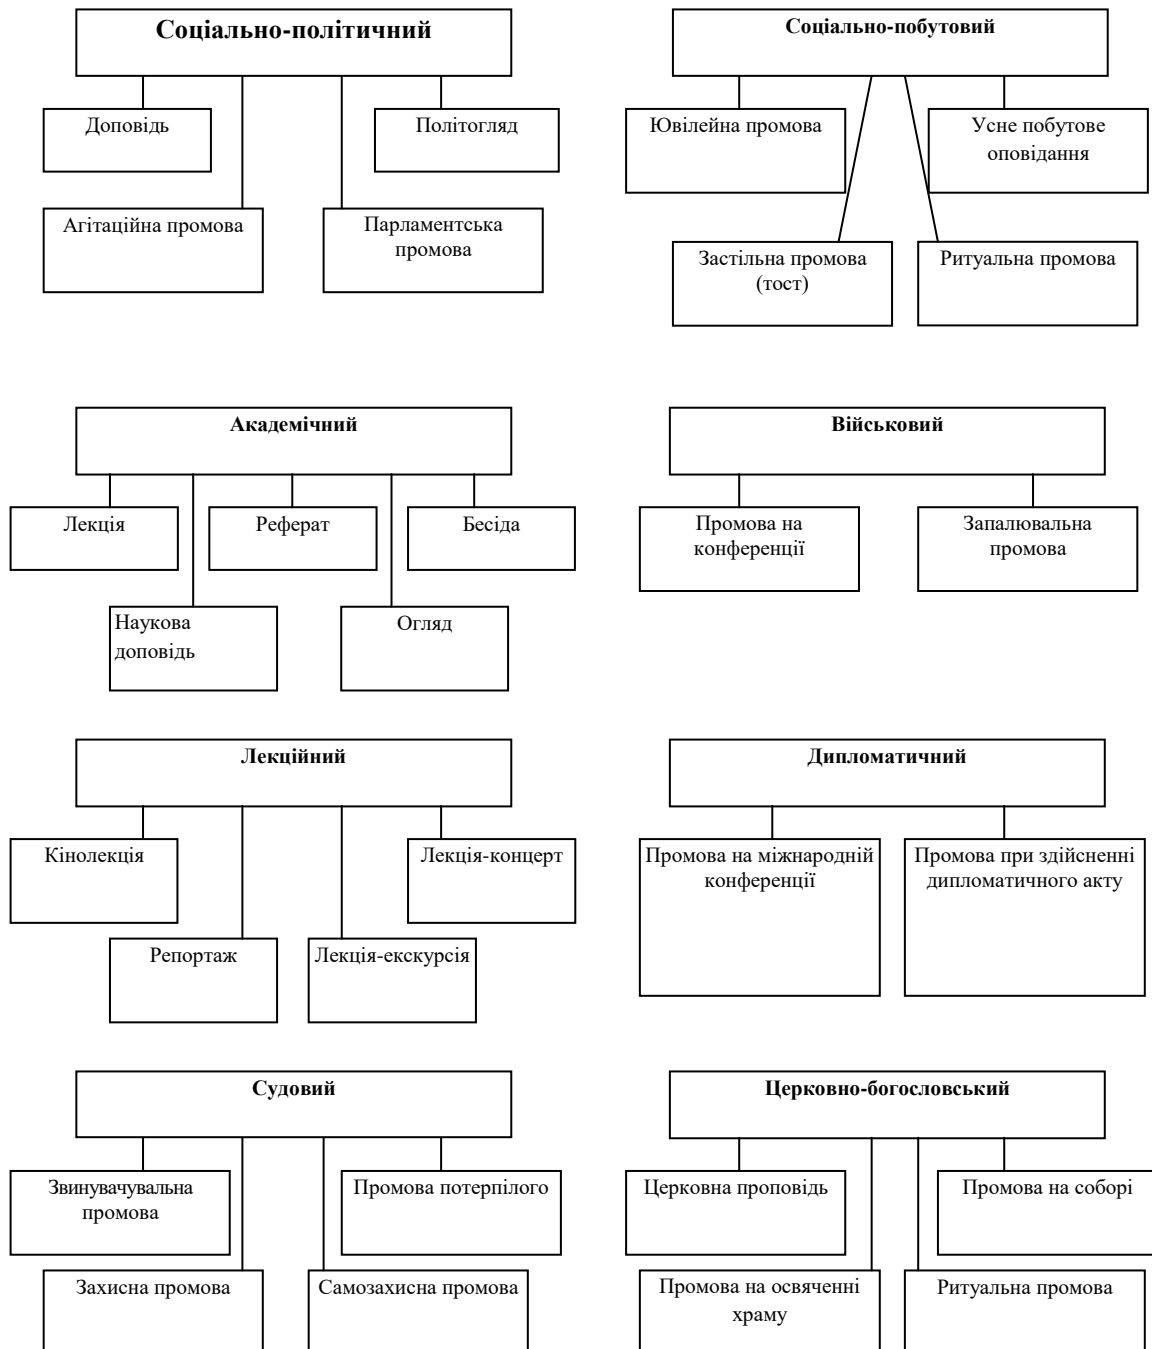 Соціально-політичний
Доповідь
Політогляд
Агітаційна промова
Парламентська
промова
Соціально-побутовий
Ювілейна промова
Усне побутове
оповідання
Застільна промова
(тост)
Ритуальна промова
Академічний
Лекція
Реферат
Бесіда
Наукова
доповідь
Огляд
Військовий
Промова на
конференції
Запалювальна
промова
Лекційний
Кінолекція
Лекція-концерт
Репортаж
Лекція-екскурсія
Дипломатичний
Промова на міжнародній
конференції
Промова при здійсненні
дипломатичного акту
Судовий
Звинувачувальна
промова
Промова потерпілого
Захисна промова
Самозахисна промова
Церковно-богословський
Церковна проповідь
Промова на соборі
Промова на освяченні
храму
Ритуальна промова